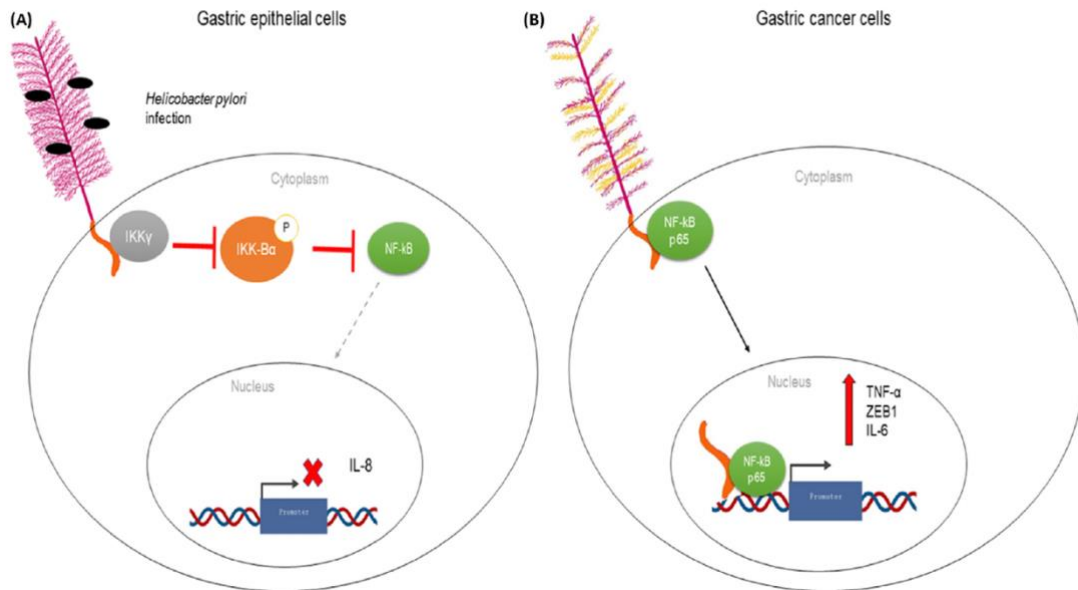 (A)
Gastric epithelial cells
Helicobacter pylori
infection
Cytoplasm
IKKγ
IKK-Bα
P
NF-kB
Nucleus
IL-8
Promoter
(B)
Gastric cancer cells
Cytoplasm
NF-kB
p65
Nucleus
TNF-α
ZEB1
IL-6
NF-kB
p65
Promoter